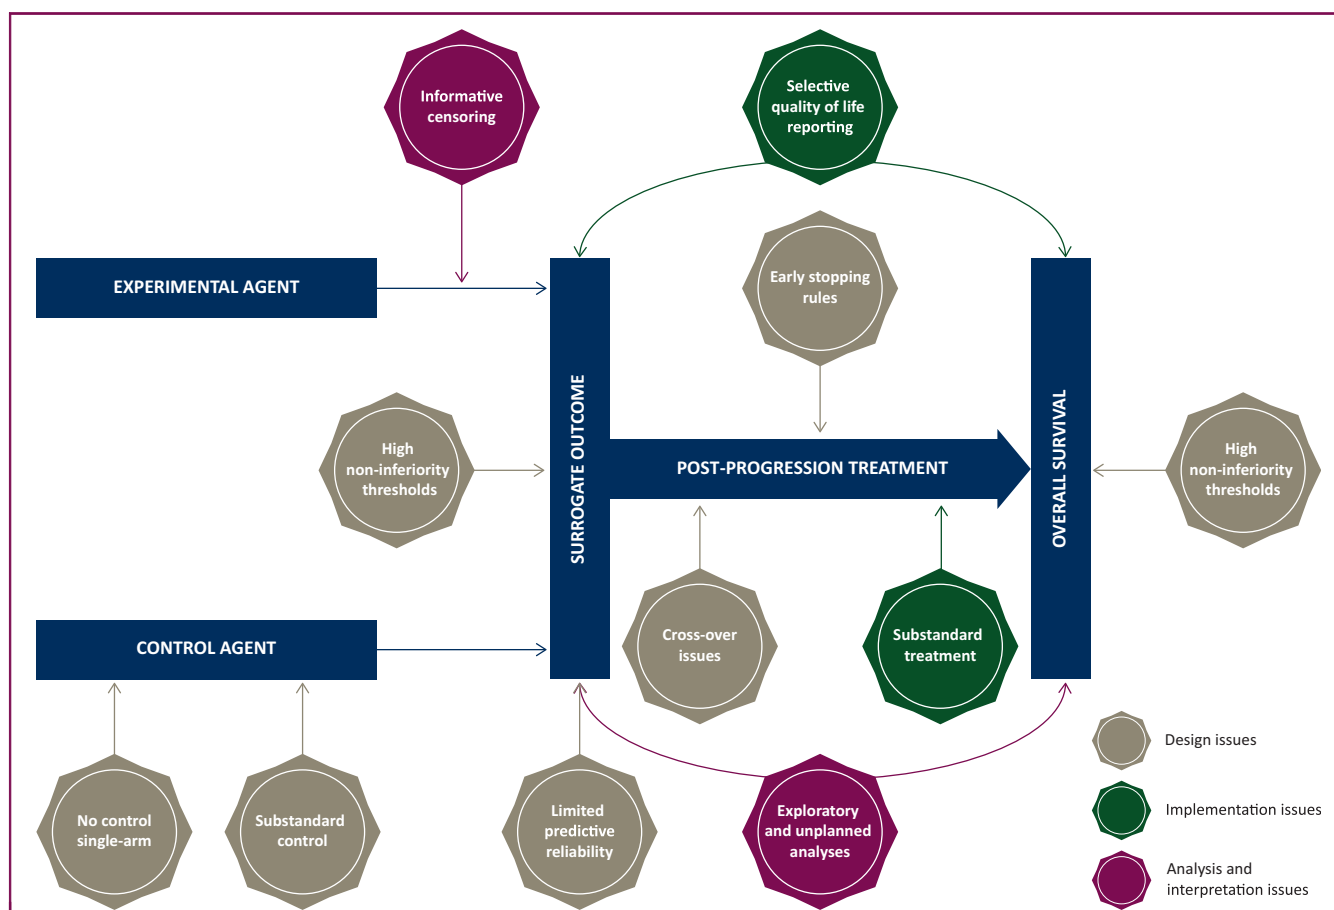 Informative
censoring
Selective
quality of life
reporting
EXPERIMENTAL AGENT
Early stopping
rules
SURROGATE OUTCOME
High
non-inferiority
thresholds
POST-PROGRESSION TREATMENT
OVERALL SURVIVAL
High
non-inferiority
thresholds
CONTROL AGENT
Cross-over
issues
Substandard
treatment
No control
single-arm
Substandard
control
Limited
predictive
reliability
Exploratory
and unplanned
analyses
Design issues
Implementation issues
Analysis and
interpretation issues